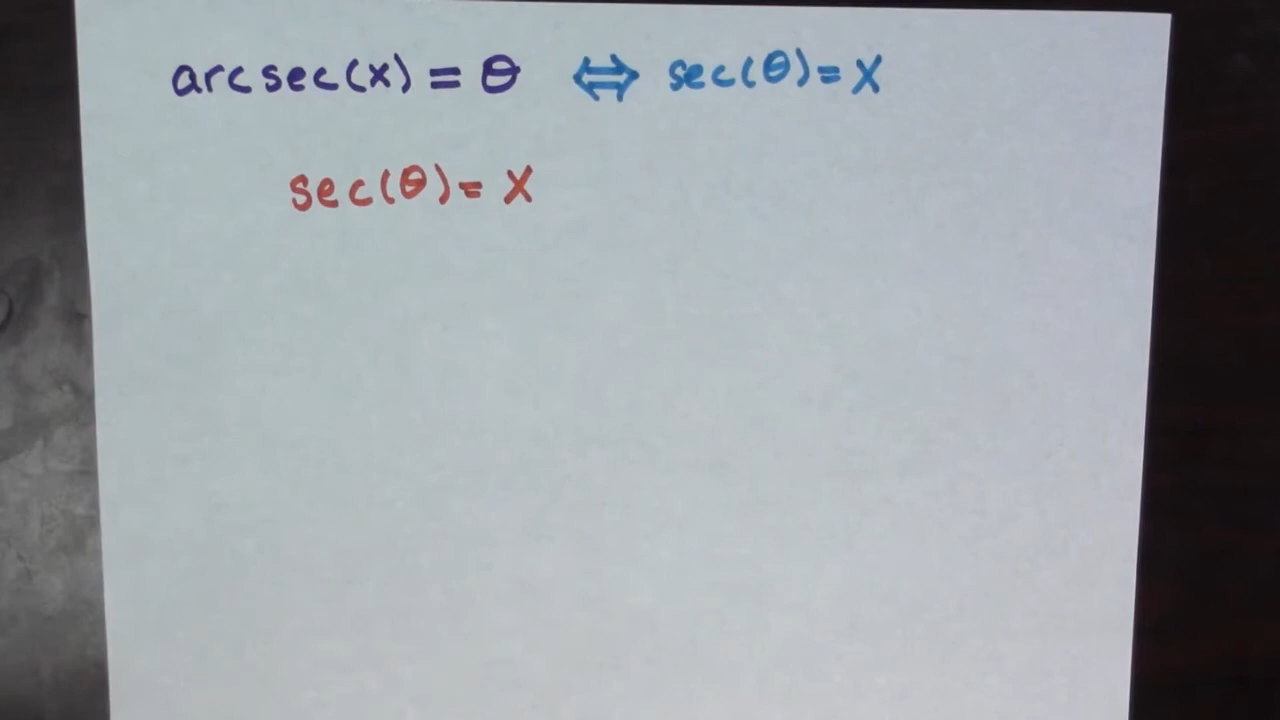 arcsec(x) = θ ⇔ sec(θ) = x
sec(θ) = x